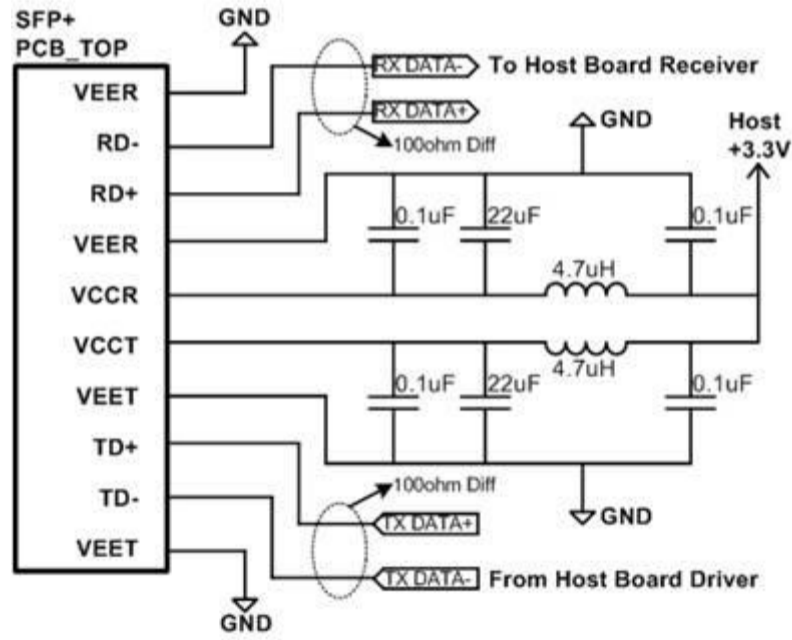 SFP+
PCB_TOP
GND
VEER
RD-
RD+
VEER
VCCR
VCCT
VEET
TD+
TD-
VEET
RX DATA- To Host Board Receiver
RX DATA+
100ohm Diff
GND
Host
+3.3V
0.1uF 22uF 0.1uF
4.7uH
4.7uH
0.1uF 22uF 0.1uF
100ohm Diff
TX DATA+
GND
TX DATA- From Host Board Driver
GND